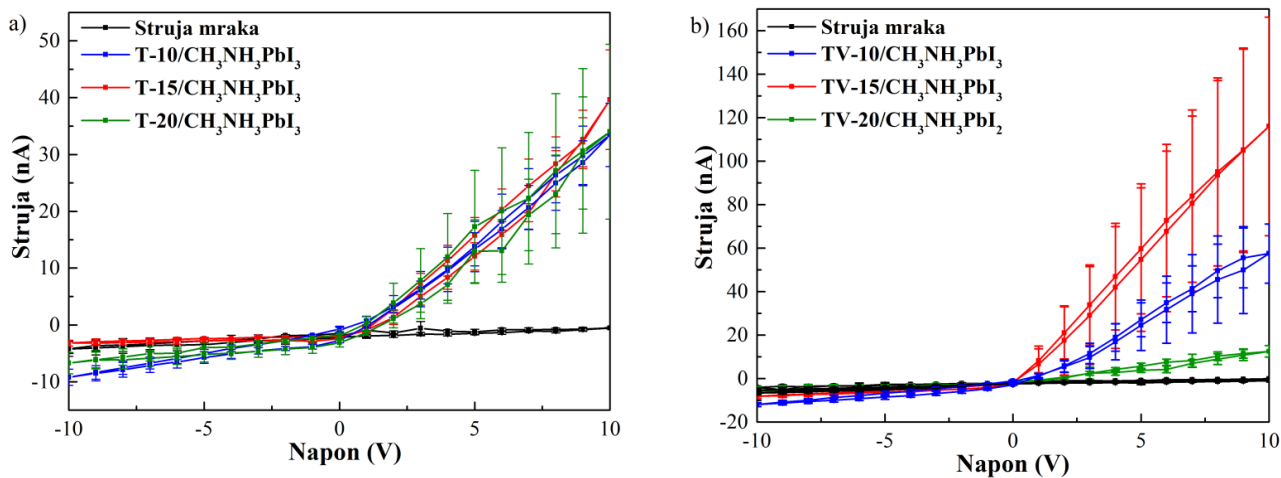 a)
Struja mraka
T-10/CH₃NH₃PbI₃
T-15/CH₃NH₃PbI₃
T-20/CH₃NH₃PbI₃
Struja (nA)
50
40
30
20
10
0
-10
-10 -5 0 5 10
Napon (V)
b)
Struja mraka
TV-10/CH₃NH₃PbI₃
TV-15/CH₃NH₃PbI₃
TV-20/CH₃NH₃PbI₂
Struja (nA)
160
140
120
100
80
60
40
20
0
-20
-10 -5 0 5 10
Napon (V)